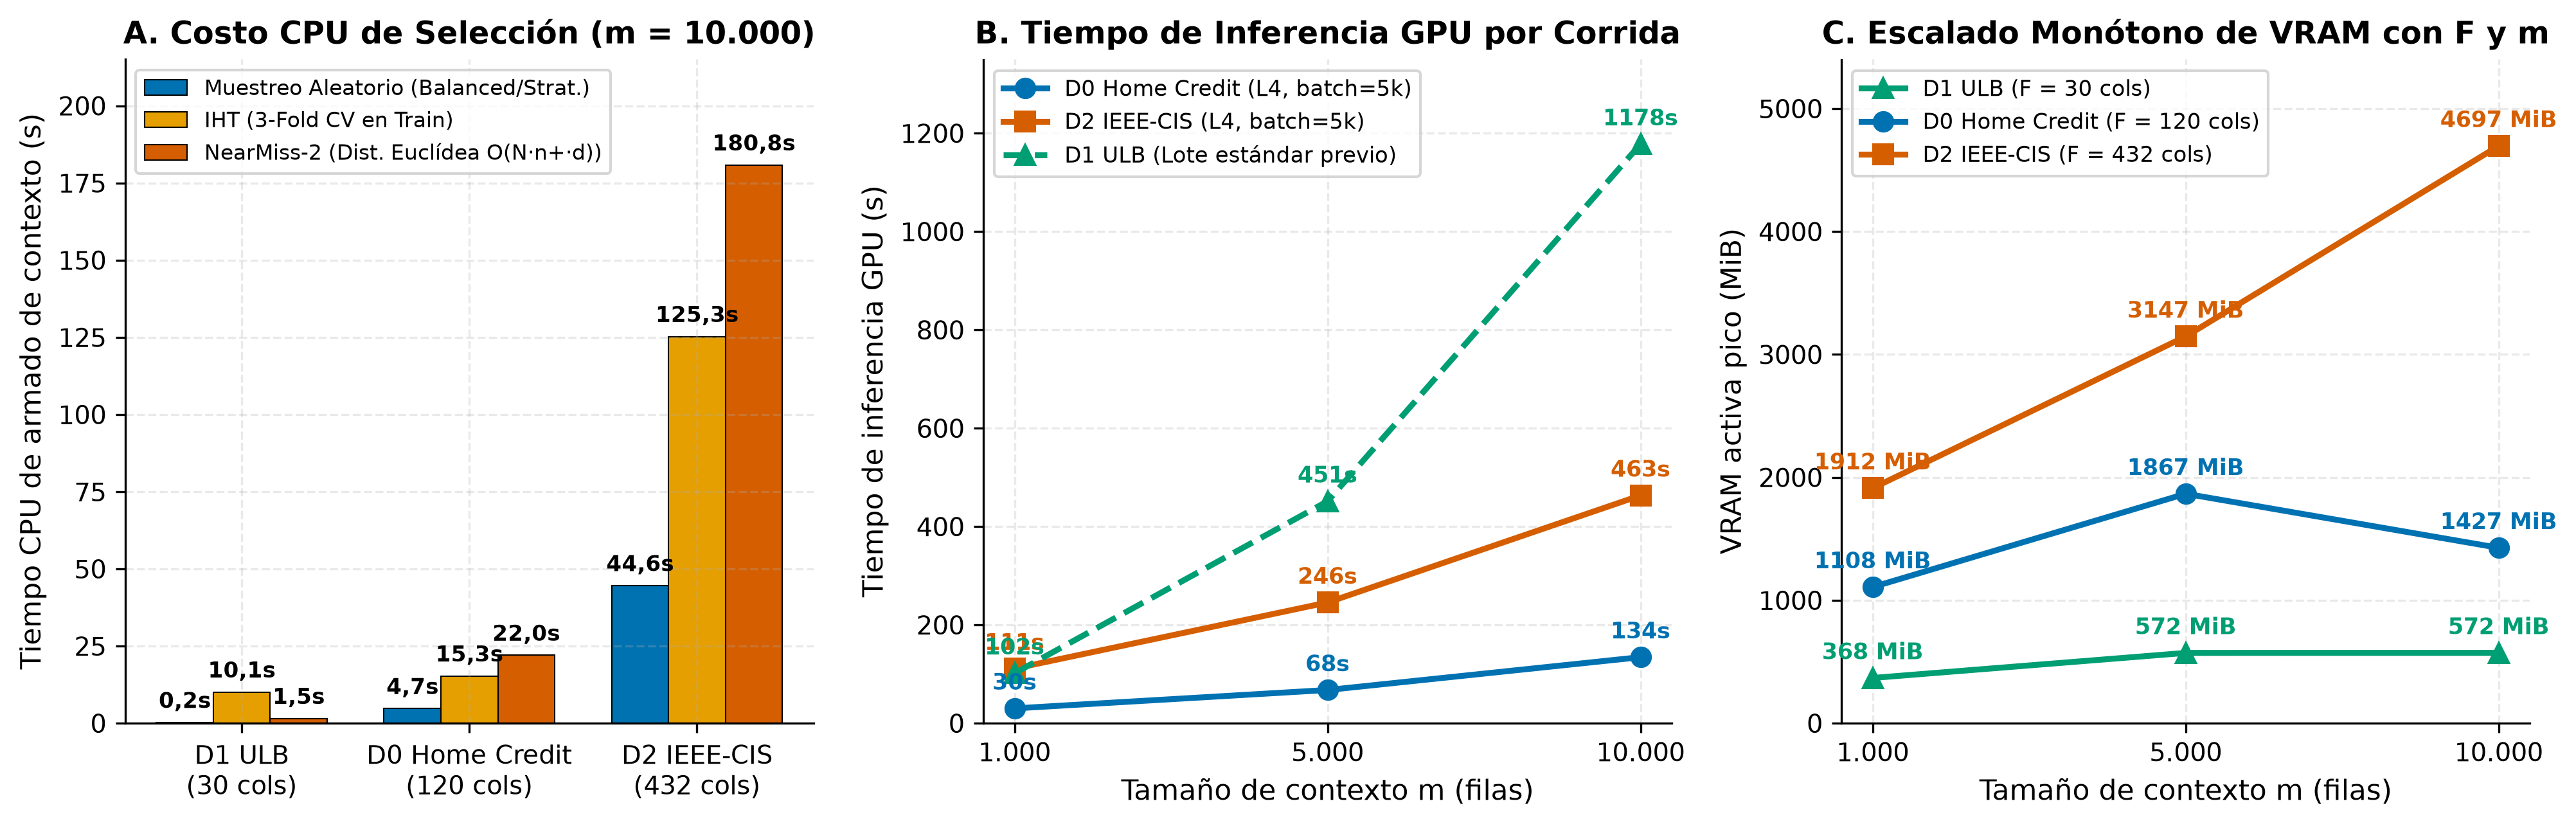 A. Costo CPU de Selección (m = 10.000)
Muestreo Aleatorio (Balanced/Strat.)
IHT (3-Fold CV en Train)
NearMiss-2 (Dist. Euclídea O(N·n+·d))
Tiempo CPU de armado de contexto (s)
200
175
150
125
100
75
50
25
0
0,2s
10,1s
1,5s
4,7s
15,3s
22,0s
44,6s
125,3s
180,8s
D1 ULB
(30 cols)
D0 Home Credit
(120 cols)
D2 IEEE-CIS
(432 cols)
B. Tiempo de Inferencia GPU por Corrida
D0 Home Credit (L4, batch=5k)
D2 IEEE-CIS (L4, batch=5k)
D1 ULB (Lote estándar previo)
Tiempo de inferencia GPU (s)
1200
1000
800
600
400
200
0
111s
102s
30s
451s
246s
68s
1178s
463s
134s
1.000
5.000
10.000
Tamaño de contexto m (filas)
C. Escalado Monótono de VRAM con F y m
D1 ULB (F = 30 cols)
D0 Home Credit (F = 120 cols)
D2 IEEE-CIS (F = 432 cols)
VRAM activa pico (MiB)
5000
4000
3000
2000
1000
0
1912 MiB
1108 MiB
368 MiB
3147 MiB
1867 MiB
572 MiB
4697 MiB
1427 MiB
572 MiB
1.000
5.000
10.000
Tamaño de contexto m (filas)